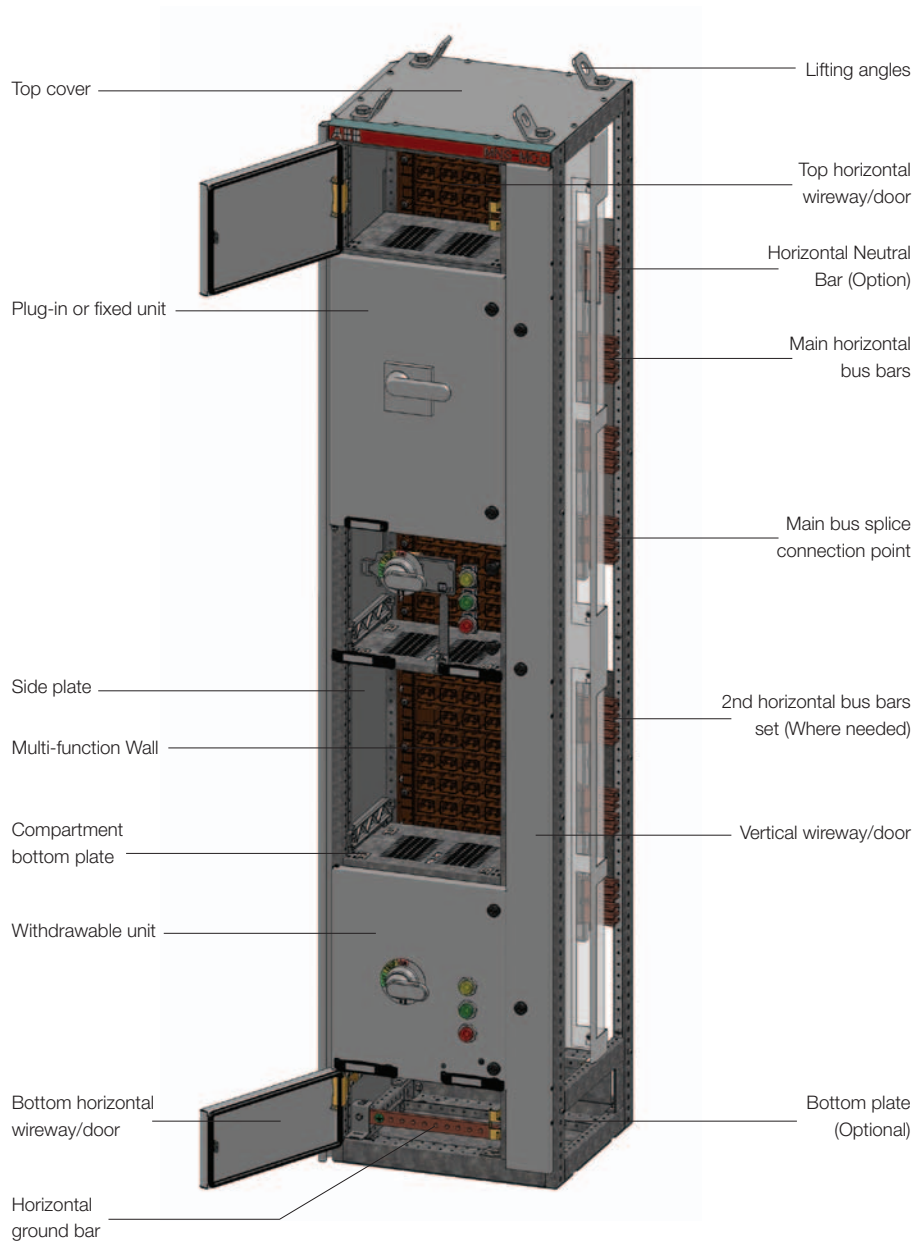 Top cover
Lifting angles
ABB
Top horizontal
wireway/door
Horizontal Neutral
Bar (Option)
Plug-in or fixed unit
Main horizontal
bus bars
Main bus splice
connection point
Side plate
2nd horizontal bus bars
set (Where needed)
Multi-function Wall
Compartment
bottom plate
Vertical wireway/door
Withdrawable unit
Bottom horizontal
wireway/door
Bottom plate
(Optional)
Horizontal
ground bar